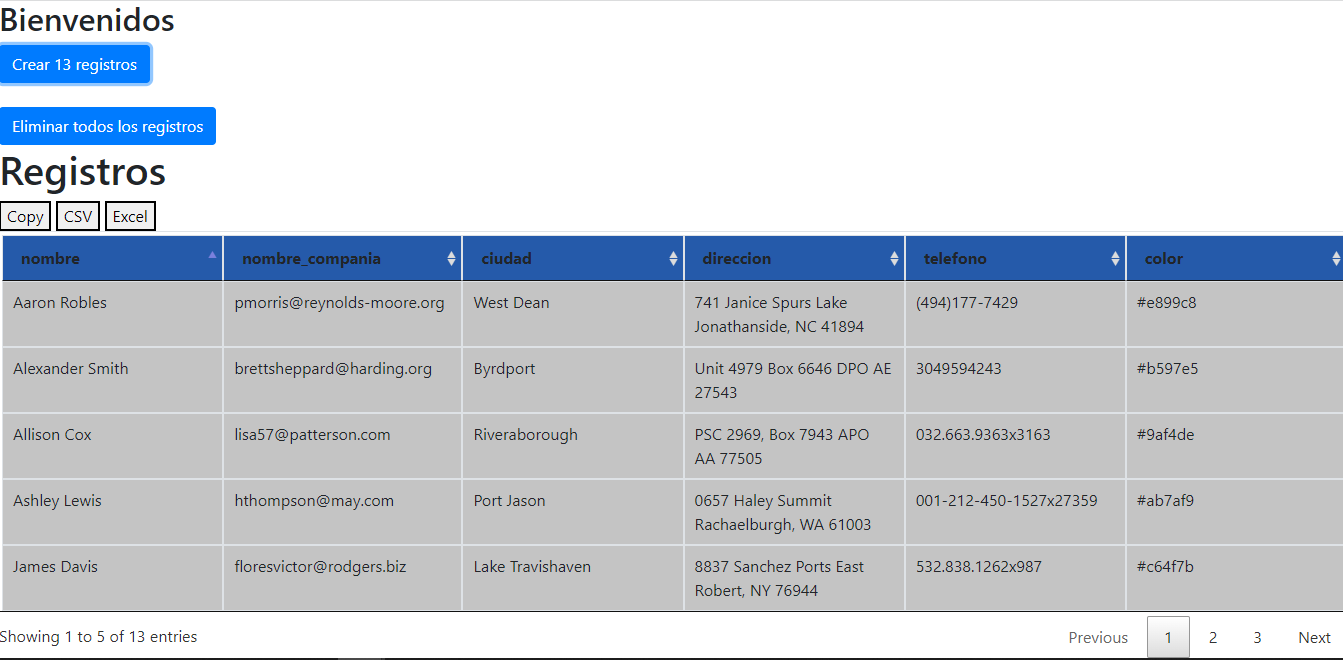 Bienvenidos
Crear 13 registros
Eliminar todos los registros
Registros
Copy CSV Excel
nombre nombre_compania ciudad direccion telefono color
Aaron Robles pmorris@reynolds-moore.org West Dean 741 Janice Spurs Lake (494)177-7429 #e899c8
Jonathanside, NC 41894
Alexander Smith brettsheppard@harding.org Byrdport Unit 4979 Box 6646 DPO AE 3049594243 #b597e5
27543
Allison Cox lisa57@patterson.com Riveraborough PSC 2969, Box 7943 APO 032.663.9363x3163 #9af4de
AA 77505
Ashley Lewis hthompson@may.com Port Jason 0657 Haley Summit 001-212-450-1527x27359 #ab7af9
Rachaelburgh, WA 61003
James Davis floresvictor@rodgers.biz Lake Travishaven 8837 Sanchez Ports East 532.838.1262x987 #c64f7b
Robert, NY 76944
Showing 1 to 5 of 13 entries Previous 1 2 3 Next